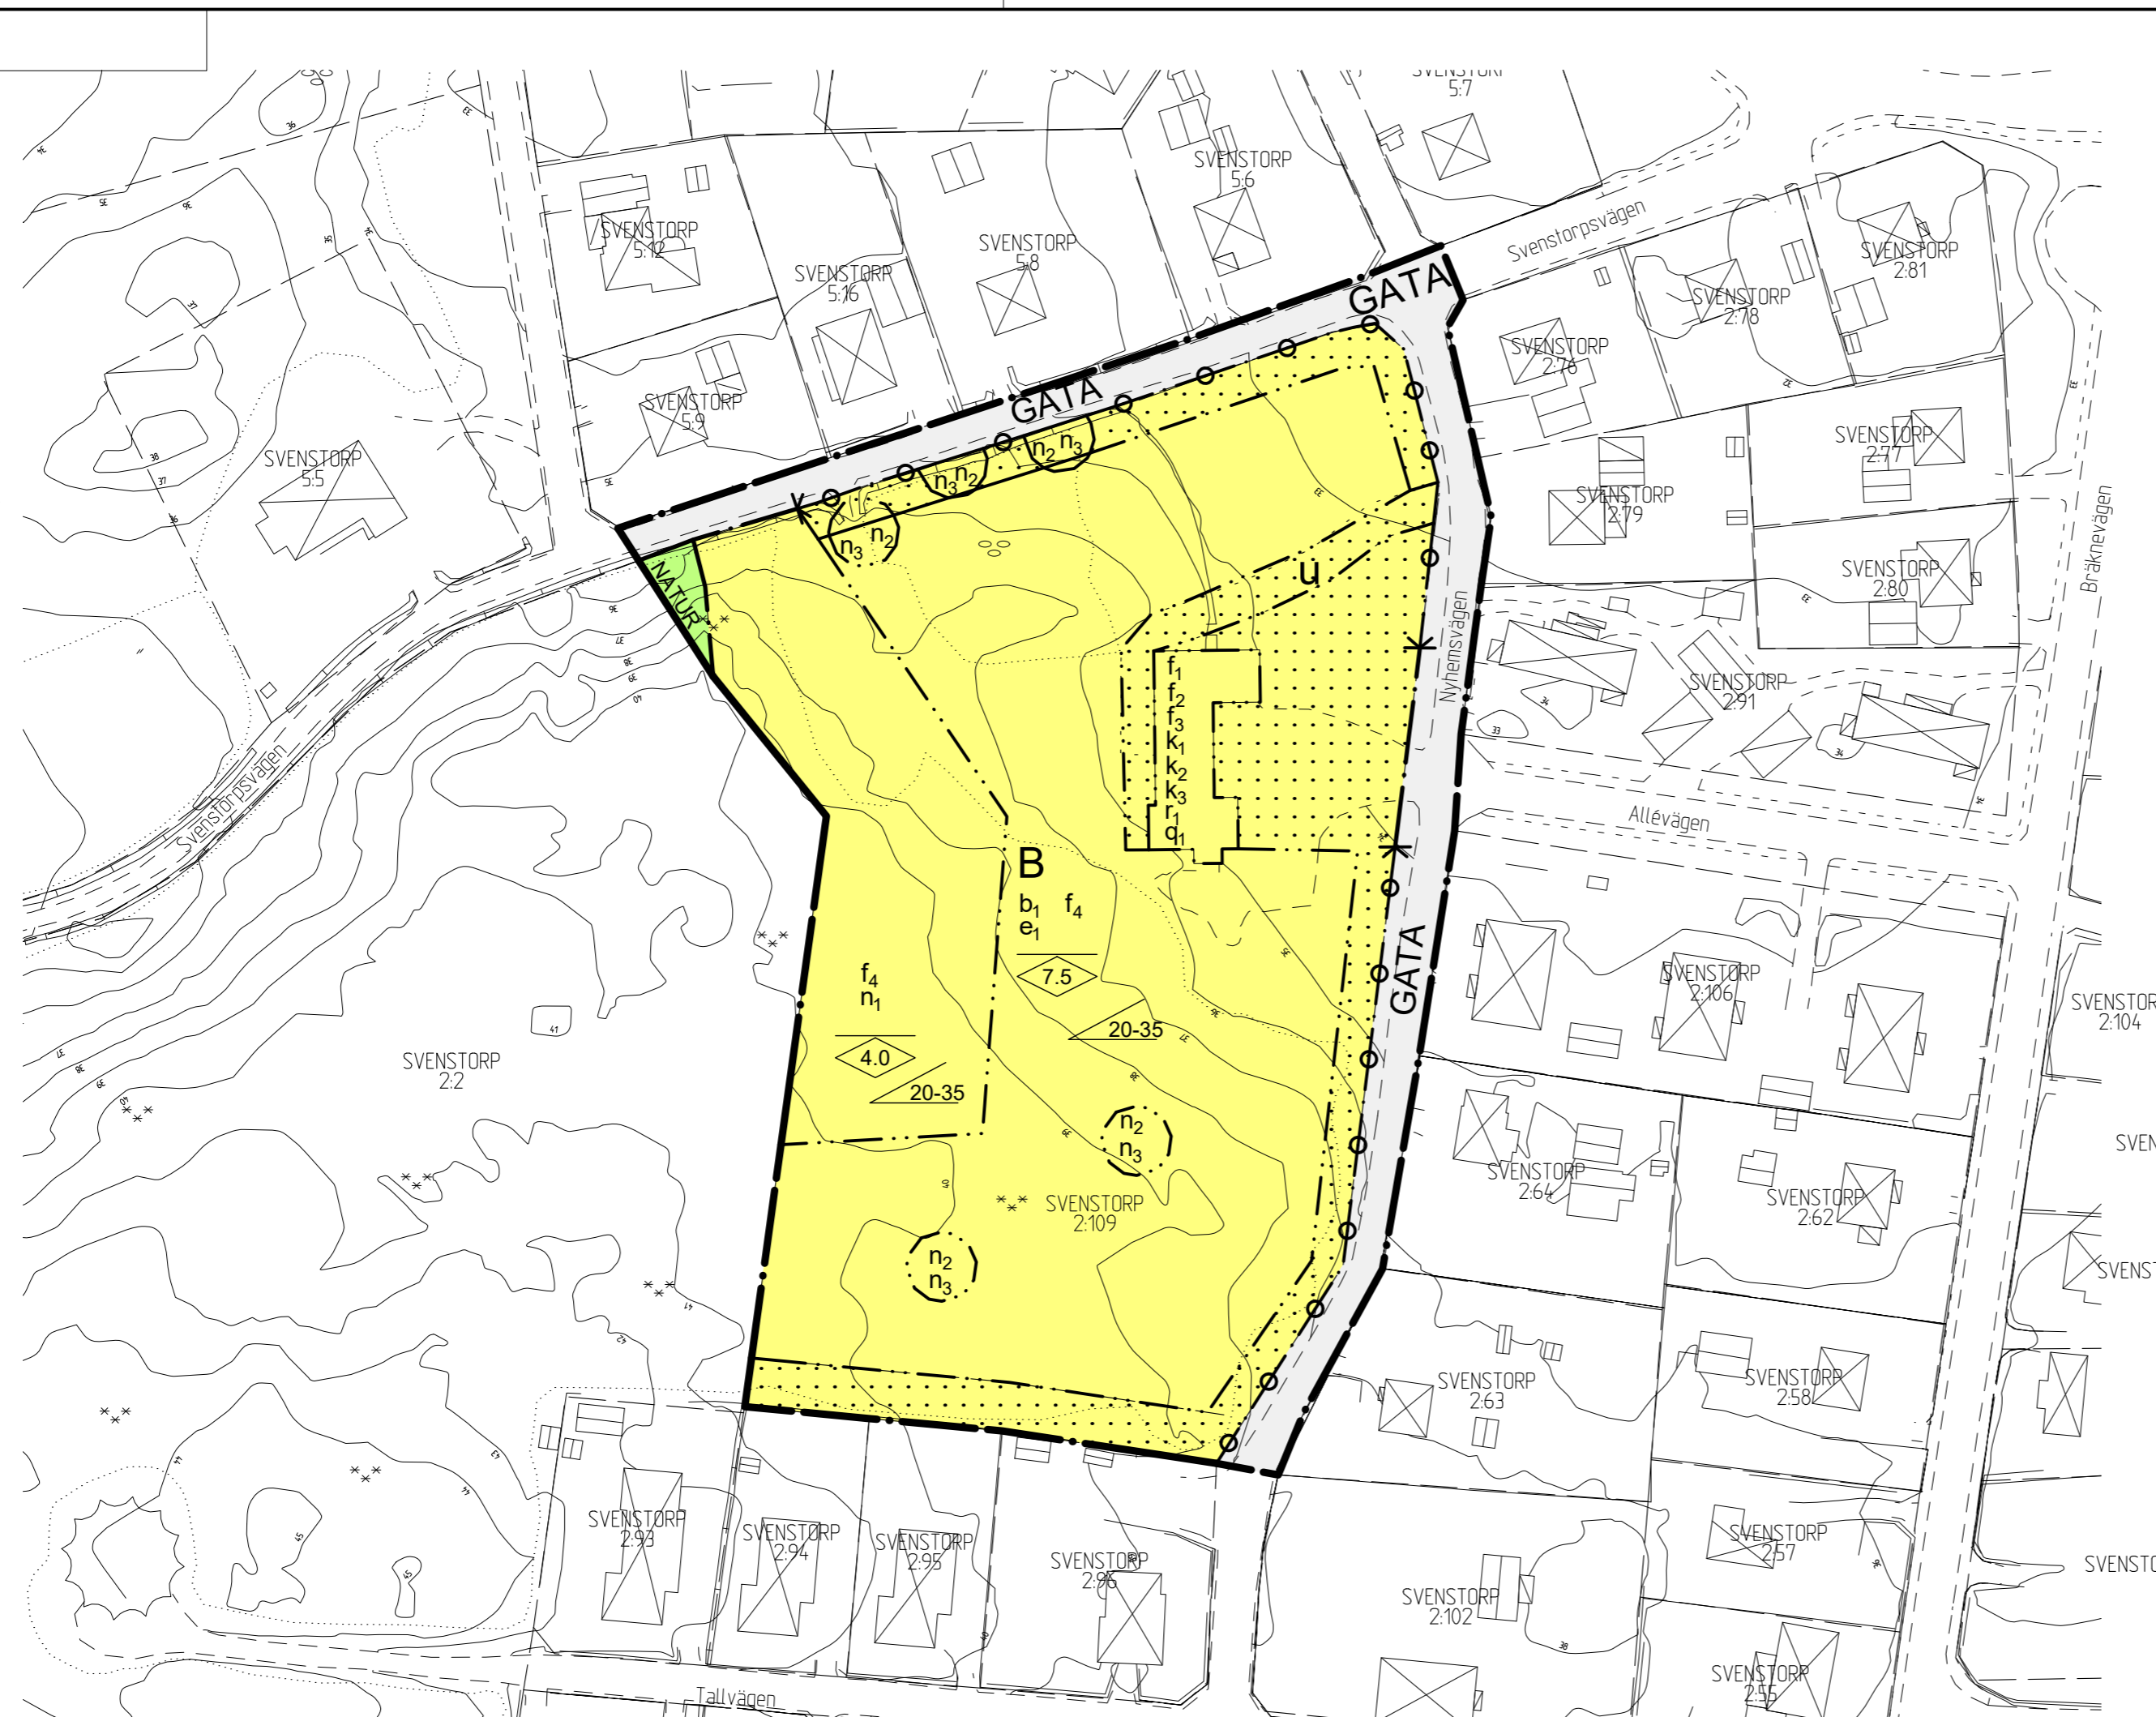 5:7
SVENSTORP
5:6
SVENSTORP
5:12
SVENSTORP
5:8
SVENSTORP
5:16
SVENSTORP
5:9
SVENSTORP
5:5
Svenstorpsvägen
SVENSTORP
2:81
SVENSTORP
2:78
SVENSTORP
2:76
SVENSTORP
2:77
SVENSTORP
2:79
SVENSTORP
2:80
SVENSTORP
2:91
Bräknevägen
GATA
GATA
n₂ n₃
n₃ n₂
n₃ n₂
NATUR
u
Nyhemsvägen
f₁
f₂
f₃
k₁
k₂
k₃
r₁
q₁
Svenstorpsvägen
Allévägen
B
b₁ f₄
e₁
7.5
20-35
f₄
n₁
4.0
20-35
GATA
SVENSTORP
2:106
SVENSTORP
2:104
SVENSTORP
2:2
n₂
n₃
SVENSTORP
2:109
n₂
n₃
SVENSTORP
2:64
SVENSTORP
2:62
SVENSTORP
2:63
SVENSTORP
2:58
SVENSTORP
2:93
SVENSTORP
2:94
SVENSTORP
2:95
SVENSTORP
2:96
SVENSTORP
2:57
SVENSTORP
2:102
SVENSTORP
2:55
Tallvägen